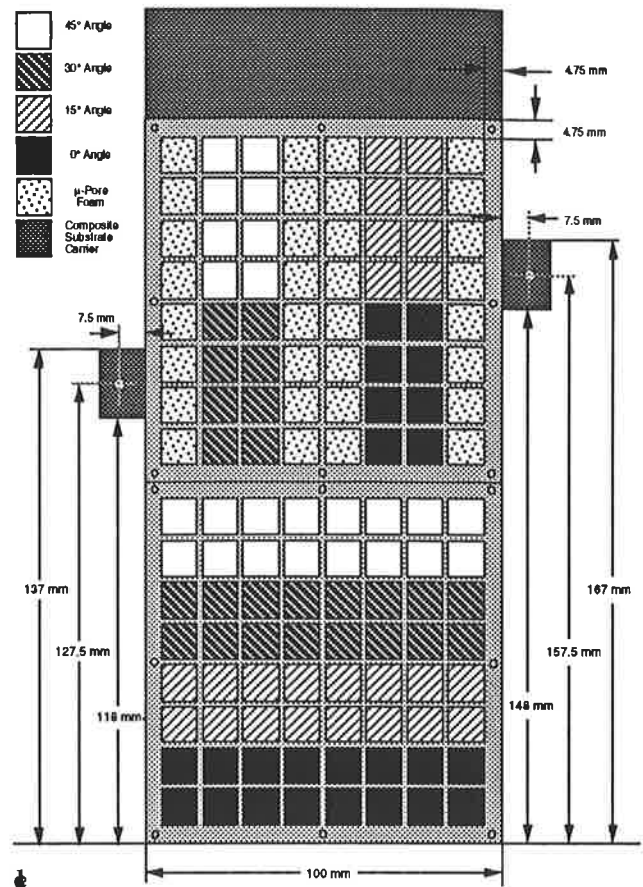 45° Angle
30° Angle
15° Angle
0° Angle
μ-Pore
Foam
Composite
Substrate
Carrier
4.75 mm
4.75 mm
7.5 mm
7.5 mm
137 mm
127.5 mm
118 mm
167 mm
157.5 mm
148 mm
100 mm